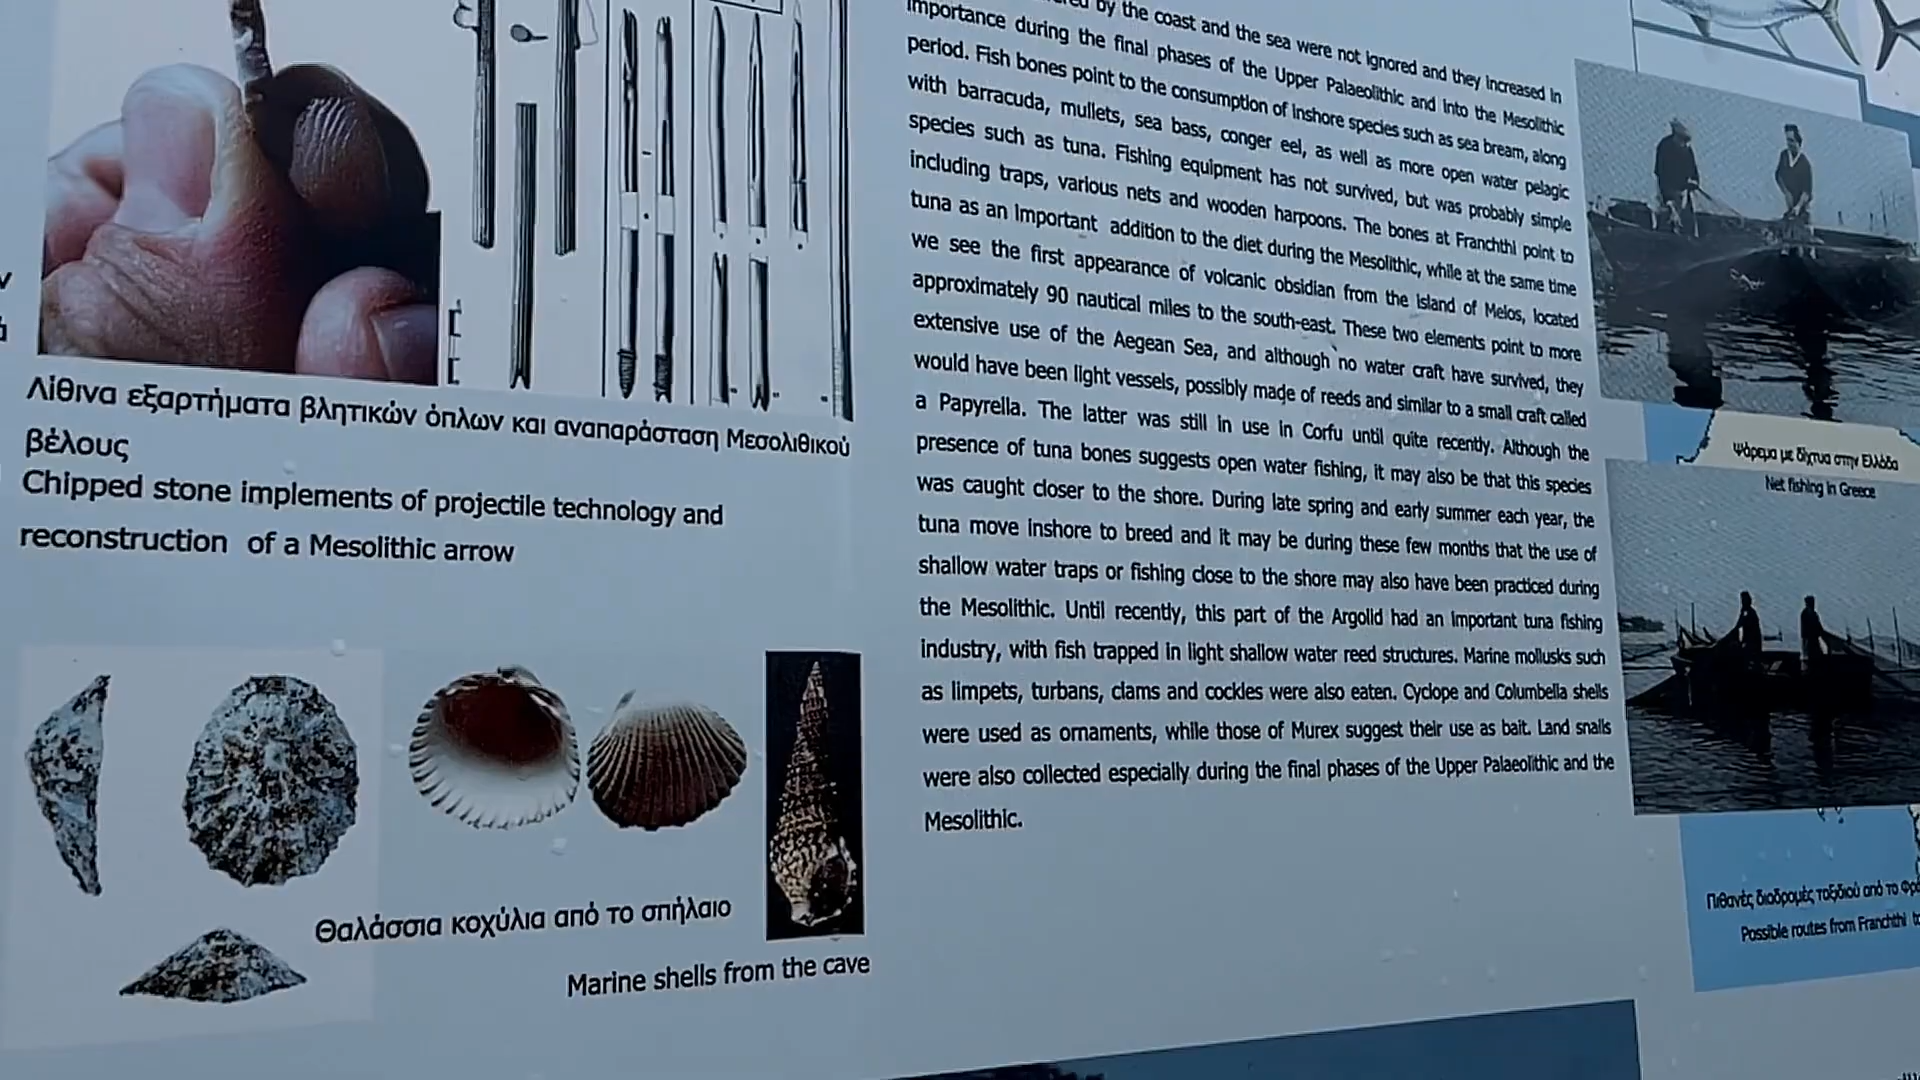 Λίθινα εξαρτήματα βλητικών όπλων και αναπαράσταση Μεσολιθικού
βέλους
Chipped stone implements of projectile technology and
reconstruction of a Mesolithic arrow
Θαλάσσια κοχύλια από το σπήλαιο
Marine shells from the cave
by the coast and the sea were not ignored and they increased in
importance during the final phases of the Upper Palaeolithic and into the Mesolithic
period. Fish bones point to the consumption of inshore species such as sea bream, along
with barracuda, mullets, sea bass, conger eel, as well as more open water pelagic
species such as tuna. Fishing equipment has not survived, but was probably simple
including traps, various nets and wooden harpoons. The bones at Franchthi point to
tuna as an important addition to the diet during the Mesolithic, while at the same time
we see the first appearance of volcanic obsidian from the island of Melos, located
approximately 90 nautical miles to the south-east. These two elements point to more
extensive use of the Aegean Sea, and although no water craft have survived, they
would have been light vessels, possibly made of reeds and similar to a small craft called
a Papyrella. The latter was still in use in Corfu until quite recently. Although the
presence of tuna bones suggests open water fishing, it may also be that this species
was caught closer to the shore. During late spring and early summer each year, the
tuna move inshore to breed and it may be during these few months that the use of
shallow water traps or fishing close to the shore may also have been practiced during
the Mesolithic. Until recently, this part of the Argolid had an important tuna fishing
industry, with fish trapped in light shallow water reed structures. Marine mollusks such
as limpets, turbans, clams and cockles were also eaten. Cyclope and Columbella shells
were used as ornaments, while those of Murex suggest their use as bait. Land snails
were also collected especially during the final phases of the Upper Palaeolithic and the
Mesolithic.
Ψάρεμα με δίχτυα στην Ελλάδα
Net fishing in Greece
Πιθανές διαδρομές ταξιδιού από το
Possible routes from Franchthi